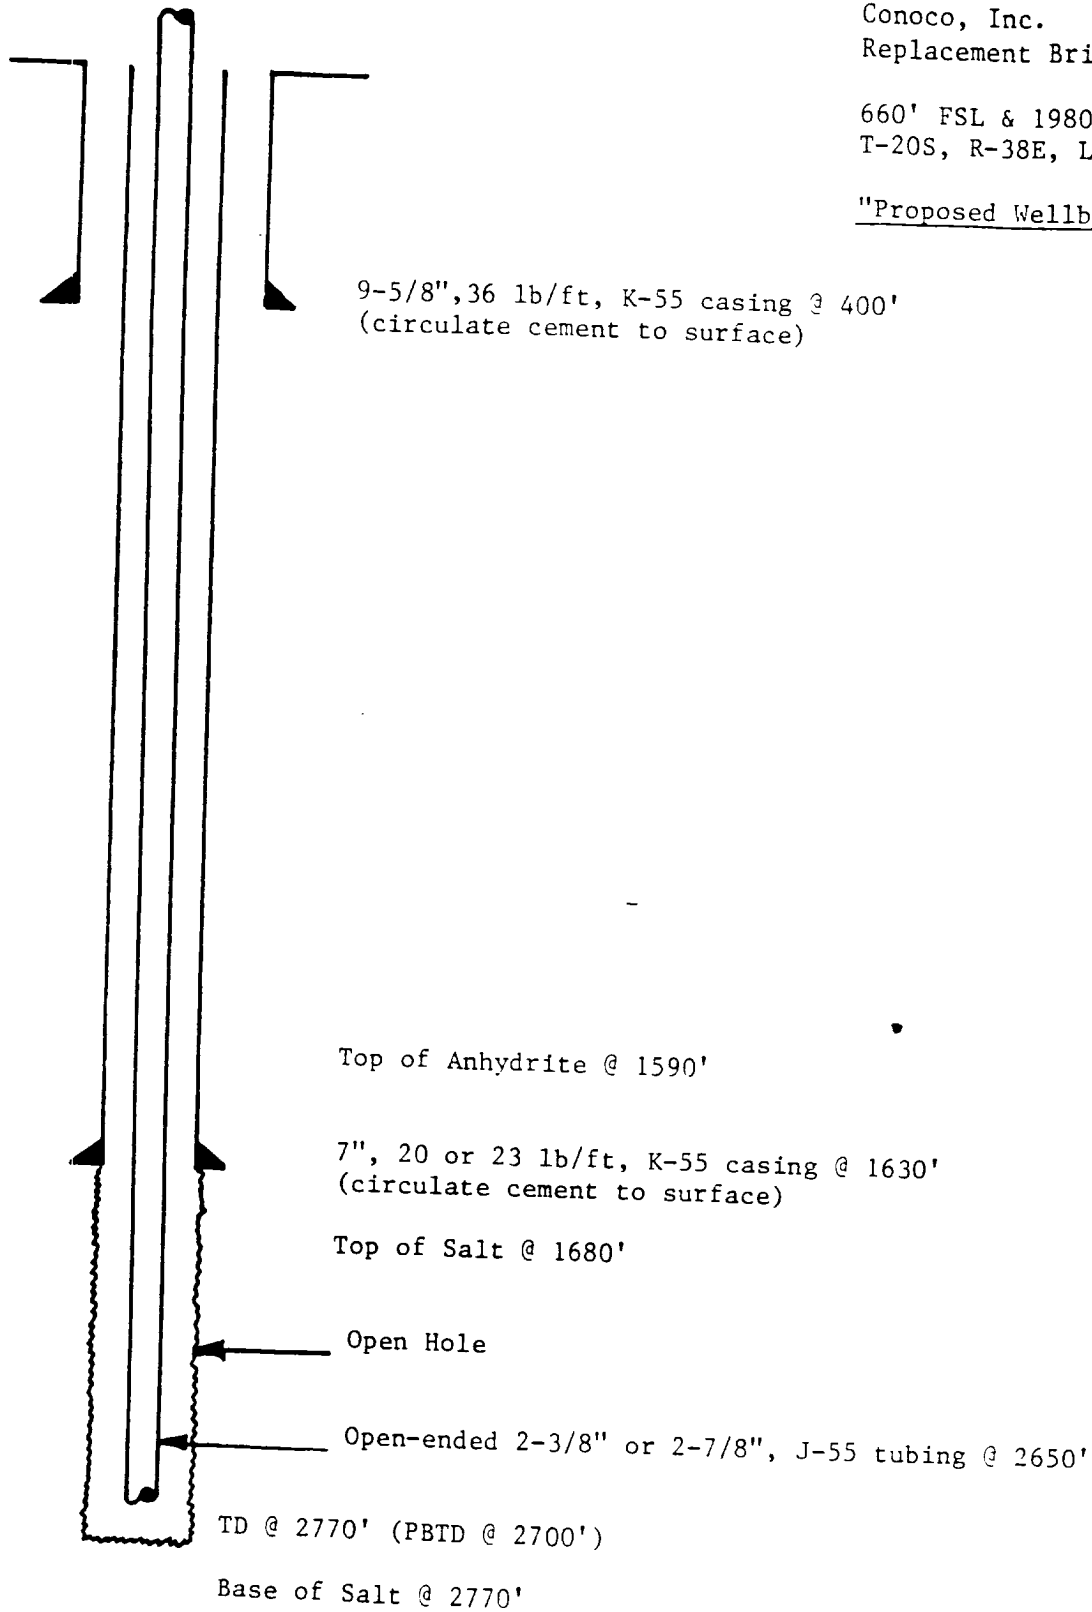 Conoco, Inc.
Replacement Bri
660' FSL & 1980
T-20S, R-38E, L
"Proposed Wellb
9-5/8",36 lb/ft, K-55 casing @ 400'
(circulate cement to surface)
Top of Anhydrite @ 1590'
7", 20 or 23 lb/ft, K-55 casing @ 1630'
(circulate cement to surface)
Top of Salt @ 1680'
Open Hole
Open-ended 2-3/8" or 2-7/8", J-55 tubing @ 2650'
TD @ 2770' (PBTD @ 2700')
Base of Salt @ 2770'